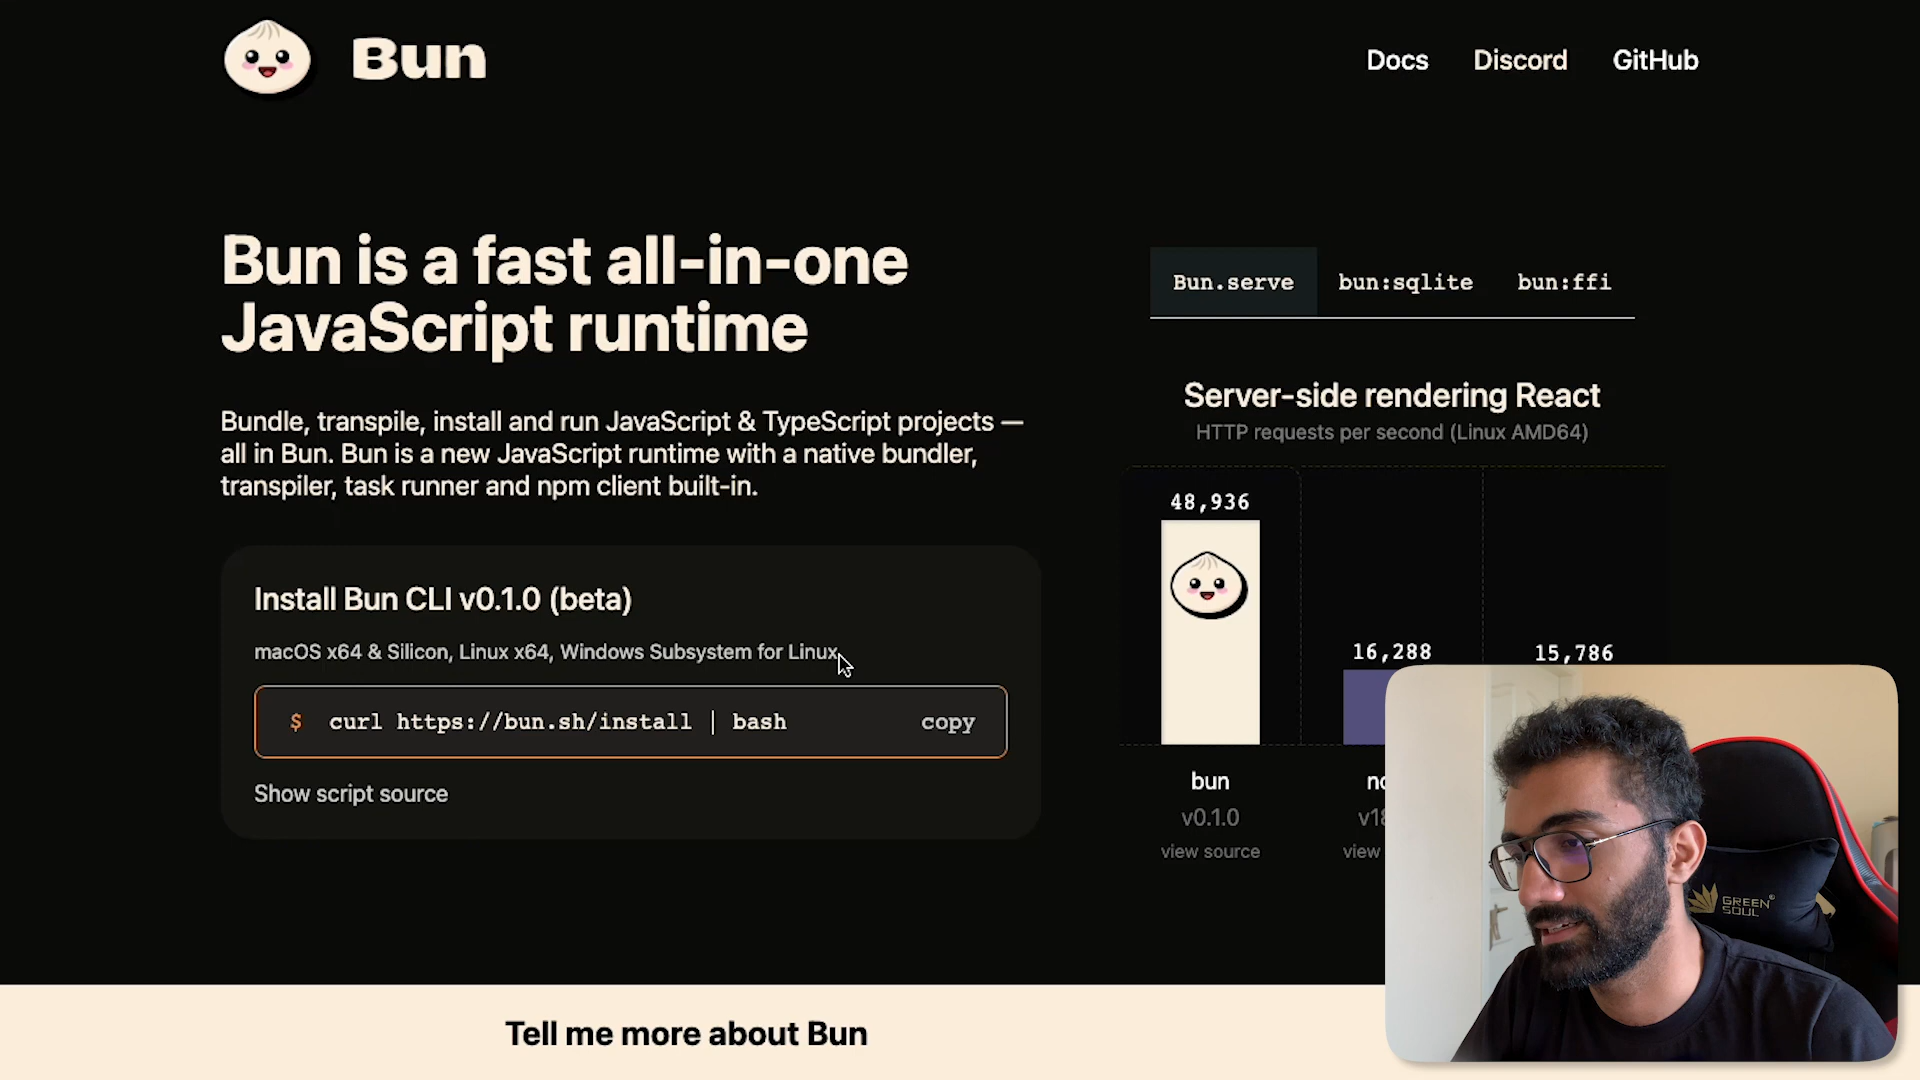 Bun
Docs
Discord
GitHub
Bun is a fast all-in-one
JavaScript runtime
Bundle, transpile, install and run JavaScript & TypeScript projects —
all in Bun. Bun is a new JavaScript runtime with a native bundler,
transpiler, task runner and npm client built-in.
Install Bun CLI v0.1.0 (beta)
macOS x64 & Silicon, Linux x64, Windows Subsystem for Linux
$ curl https://bun.sh/install | bash
copy
Show script source
Bun.serve
bun:sqlite
bun:ffi
Server-side rendering React
HTTP requests per second (Linux AMD64)
48,936
16,288
15,786
bun
v0.1.0
view source
view
GREEN
SOUL
Tell me more about Bun